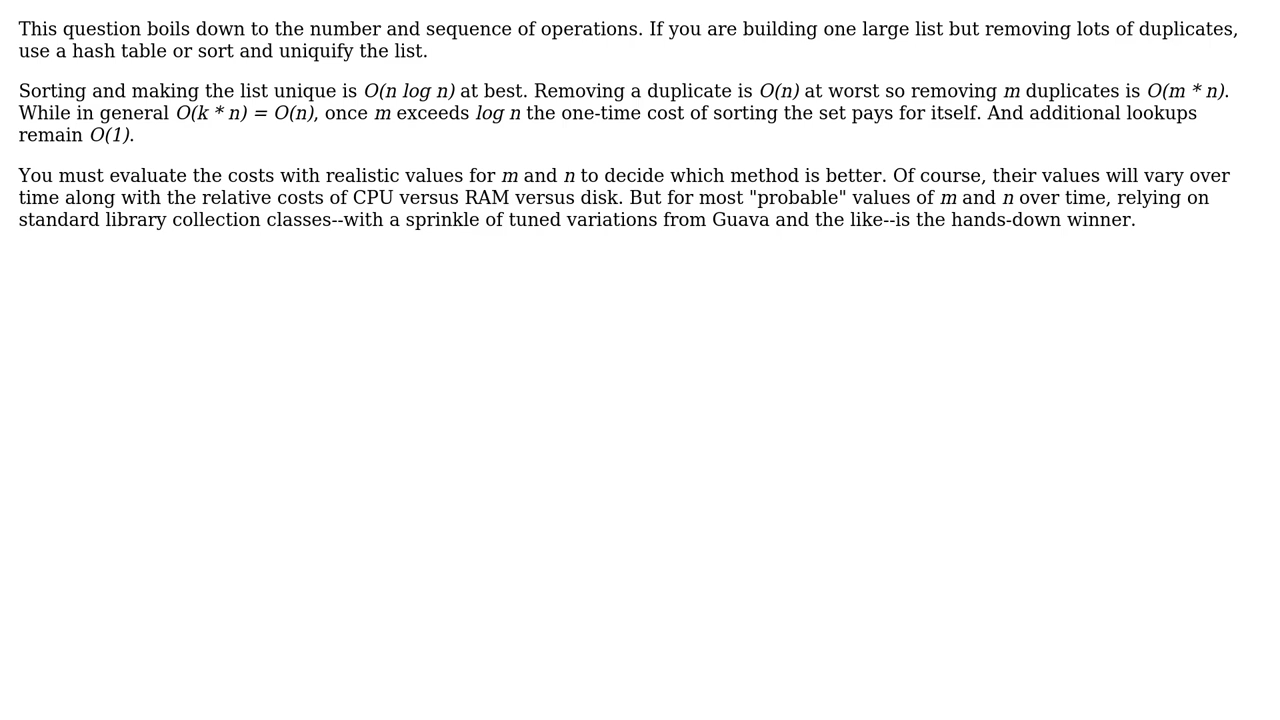 This question boils down to the number and sequence of operations. If you are building one large list but removing lots of duplicates,
use a hash table or sort and uniquify the list.
Sorting and making the list unique is O(n log n) at best. Removing a duplicate is O(n) at worst so removing m duplicates is O(m * n).
While in general O(k * n) = O(n), once m exceeds log n the one-time cost of sorting the set pays for itself. And additional lookups
remain O(1).
You must evaluate the costs with realistic values for m and n to decide which method is better. Of course, their values will vary over
time along with the relative costs of CPU versus RAM versus disk. But for most "probable" values of m and n over time, relying on
standard library collection classes--with a sprinkle of tuned variations from Guava and the like--is the hands-down winner.